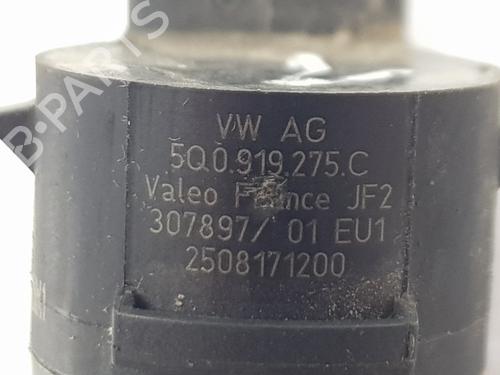 VW AG
5Q0.919.275.C
Valeo France JF2
307897/ 01 EU1
2508171200